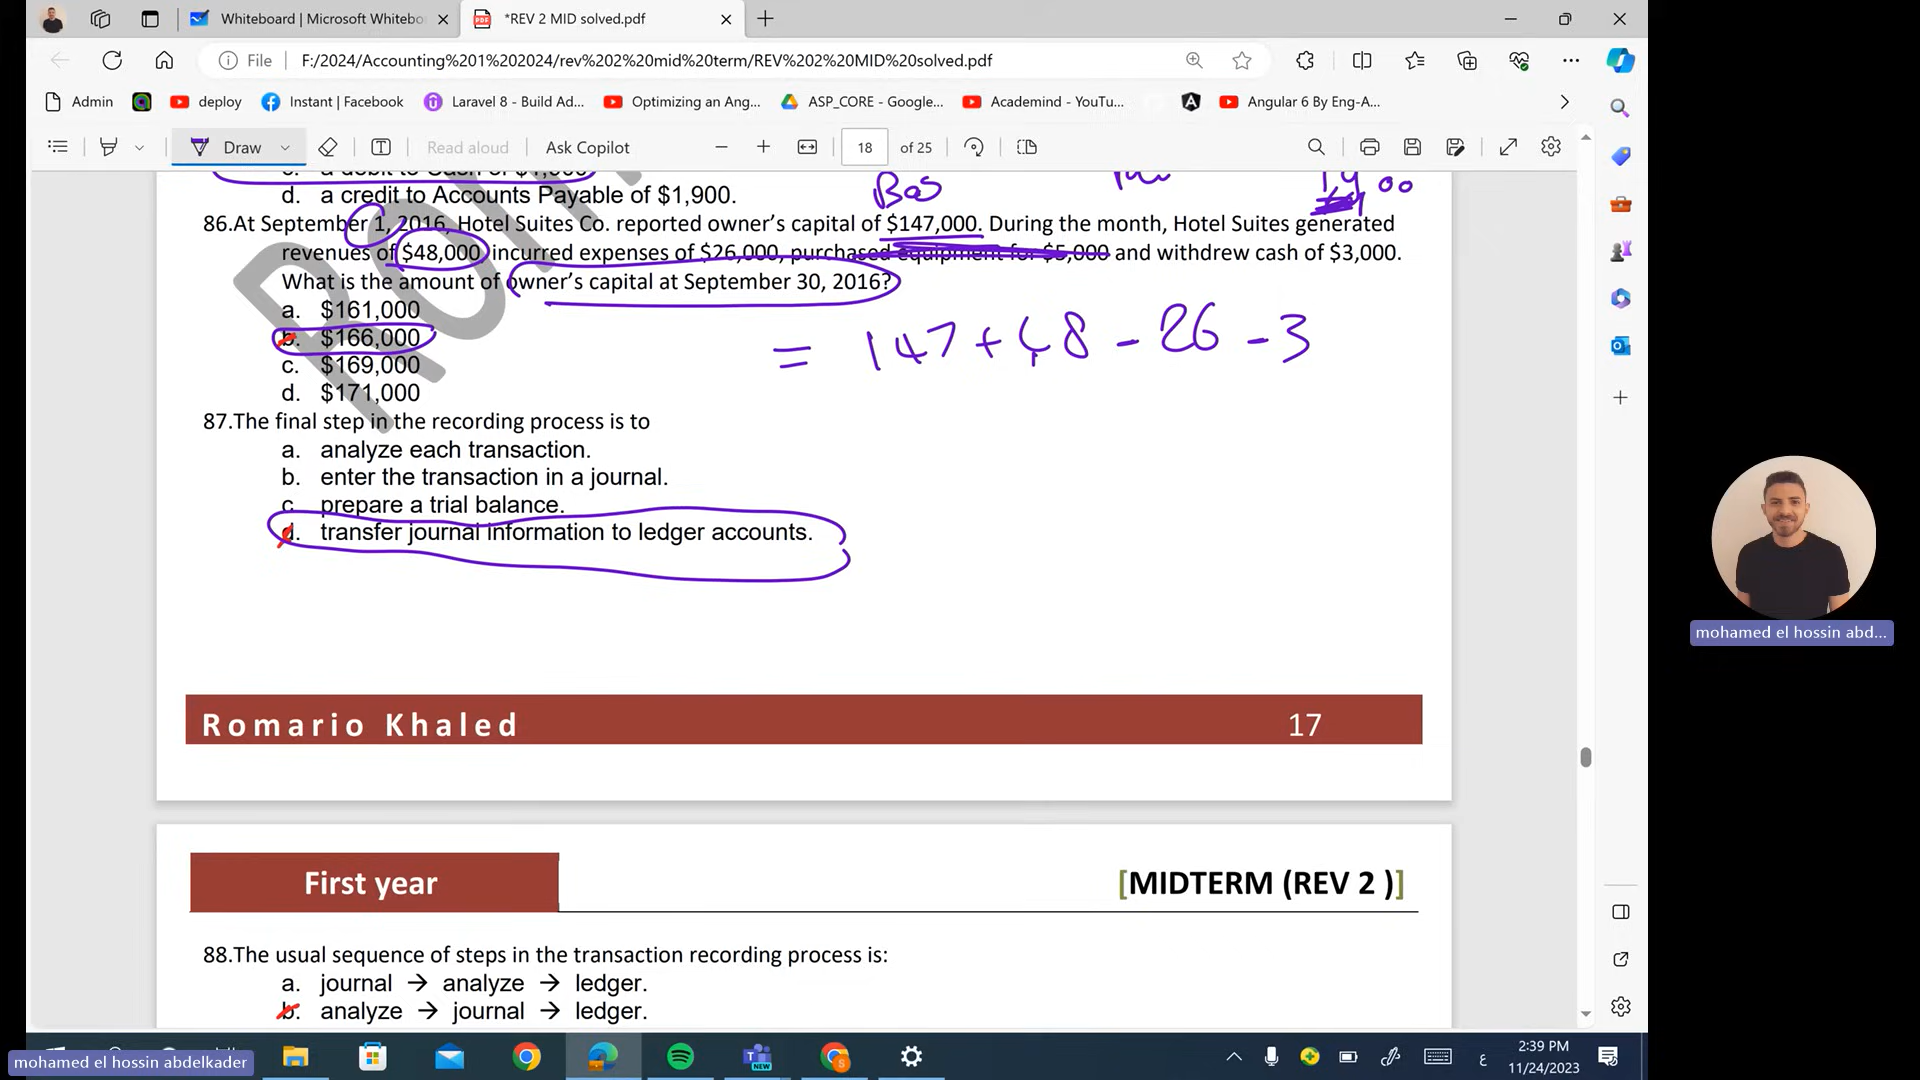 Whiteboard | Microsoft Whitebo
*REV 2 MID solved.pdf
File
F:/2024/Accounting%201%202024/rev%202%20mid%20term/REV%202%20MID%20solved.pdf
Admin
deploy
Instant | Facebook
Laravel 8 - Build Ad...
Optimizing an Ang...
ASP_CORE - Google...
Academind - YouTu...
Angular 6 By Eng-A...
Draw
Read aloud
Ask Copilot
18 of 25
c. a debit to Cash of $1,900
d. a credit to Accounts Payable of $1,900.
86.At September 1, 2016, Hotel Suites Co. reported owner’s capital of $147,000. During the month, Hotel Suites generated
revenues of $48,000, incurred expenses of $26,000, purchased equipment for $5,000 and withdrew cash of $3,000.
What is the amount of owner’s capital at September 30, 2016?
a. $161,000
b. $166,000
= 147 + 48 - 26 - 3
c. $169,000
d. $171,000
87.The final step in the recording process is to
a. analyze each transaction.
b. enter the transaction in a journal.
c. prepare a trial balance.
d. transfer journal information to ledger accounts.
Romario Khaled
17
First year
[MIDTERM (REV 2 )]
88.The usual sequence of steps in the transaction recording process is:
a. journal → analyze → ledger.
b. analyze → journal → ledger.
mohamed el hossin abd...
mohamed el hossin abdelkader
NEW
ع
2:39 PM
11/24/2023